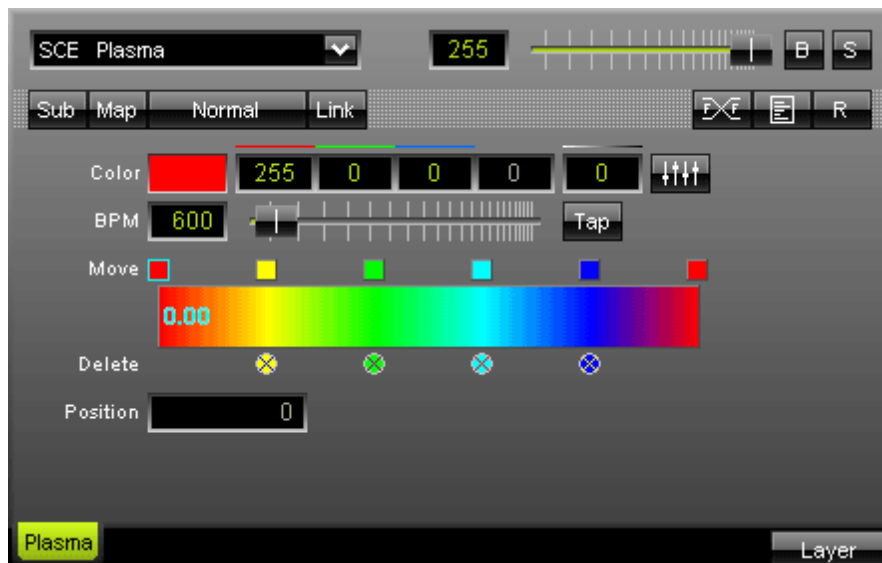 SCE Plasma 255 B S
Sub Map Normal Link R
Color 255 0 0 0 0
BPM 600 Tap
Move
0.00
Delete
Position 0
Plasma Layer